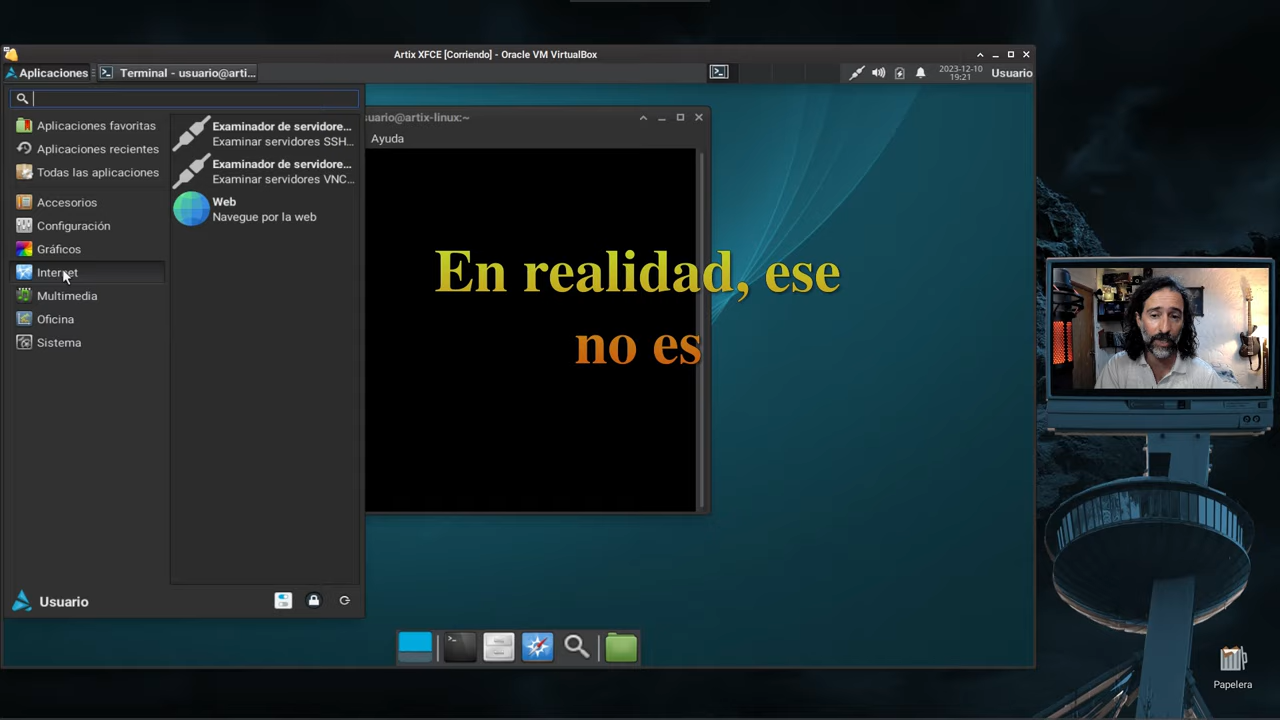 Artix XFCE [Corriendo] - Oracle VM VirtualBox
Aplicaciones
Terminal - usuario@arti...
2023-12-10
19:21
Usuario
suario@artix-linux:~
Ayuda
Aplicaciones favoritas
Aplicaciones recientes
Todas las aplicaciones
Accesorios
Configuración
Gráficos
Internet
Multimedia
Oficina
Sistema
Examinador de servidore...
Examinar servidores SSH...
Examinador de servidore...
Examinar servidores VNC...
Web
Navegue por la web
En realidad, ese
no es
Usuario
Papelera